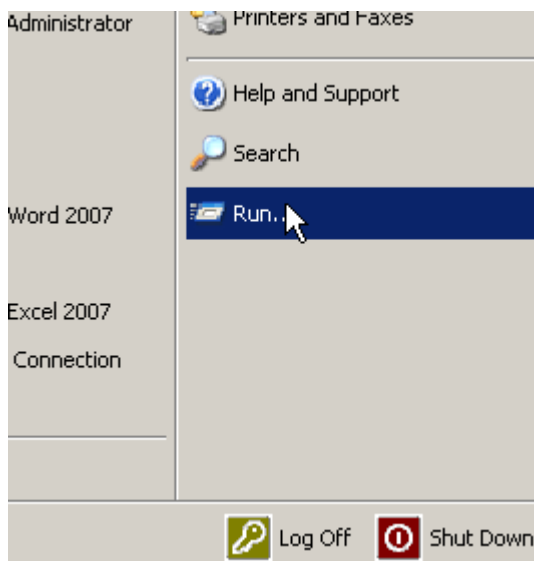 Administrator
Word 2007
Excel 2007
Connection
Printers and Faxes
Help and Support
Search
Run..
Log Off
Shut Down